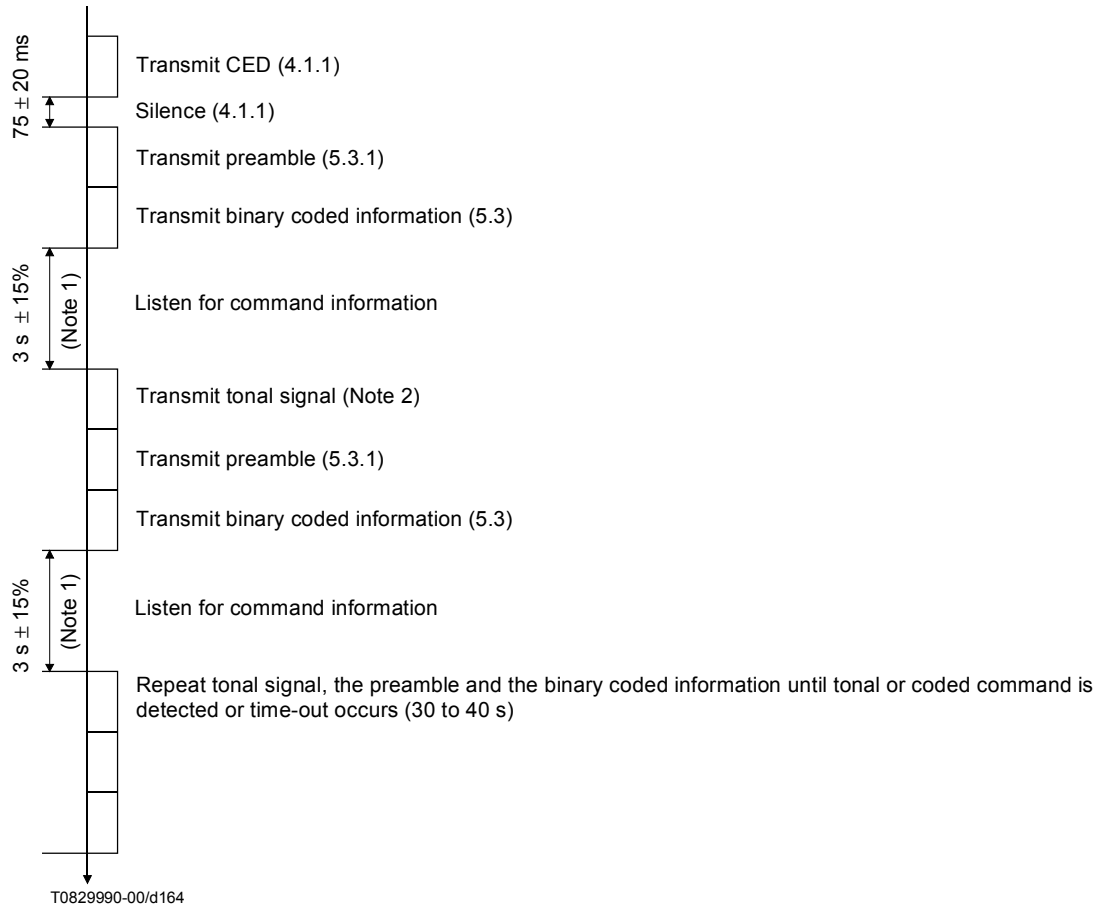 75 ± 20 ms
Transmit CED (4.1.1)
Silence (4.1.1)
Transmit preamble (5.3.1)
Transmit binary coded information (5.3)
3 s ±15%
(Note 1)
Listen for command information
Transmit tonal signal (Note 2)
Transmit preamble (5.3.1)
Transmit binary coded information (5.3)
3 s ± 15%
(Note 1)
Listen for command information
Repeat tonal signal, the preamble and the binary coded information until tonal or coded command is
detected or time-out occurs (30 to 40 s)
T0829990-00/d164